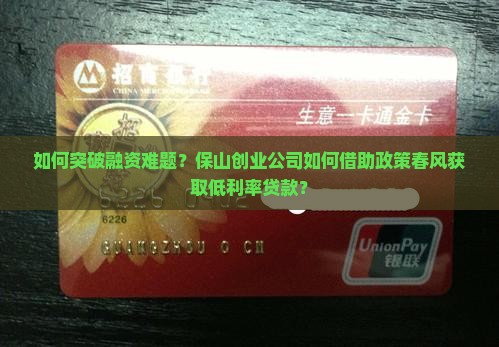 招商银行
CHINA MERCHANTS BANK
生意一卡通金卡
如何突破融资难题？保山创业公司如何借助政策春风获
取低利率贷款？
6226
GUANGZHOU O CM
UnionPay
银联